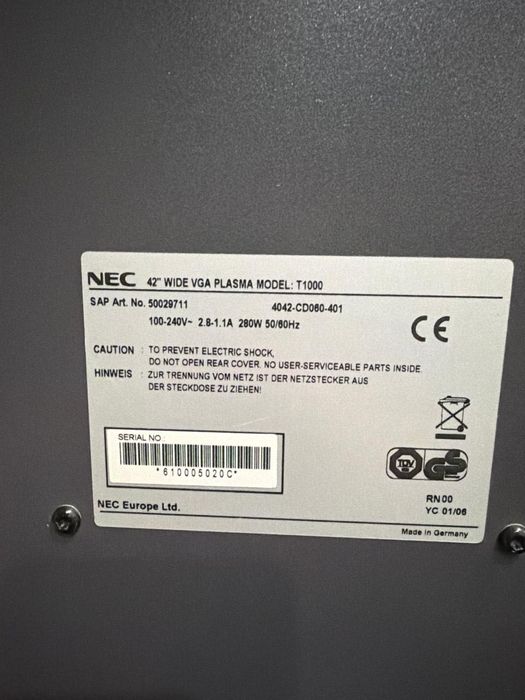 NEC 42" WIDE VGA PLASMA MODEL: T1000
SAP Art. No. 50029711 4042-CD060-401
100-240V~ 2.8-1.1A 280W 50/60Hz
CE
CAUTION : TO PREVENT ELECTRIC SHOCK,
DO NOT OPEN REAR COVER. NO USER-SERVICEABLE PARTS INSIDE.
HINWEIS : ZUR TRENNUNG VOM NETZ IST DER NETZSTECKER AUS
DER STECKDOSE ZU ZIEHEN!
SERIAL NO.:
*610005020C*
TÜV GS
RN00
YC 01/06
NEC Europe Ltd.
Made in Germany